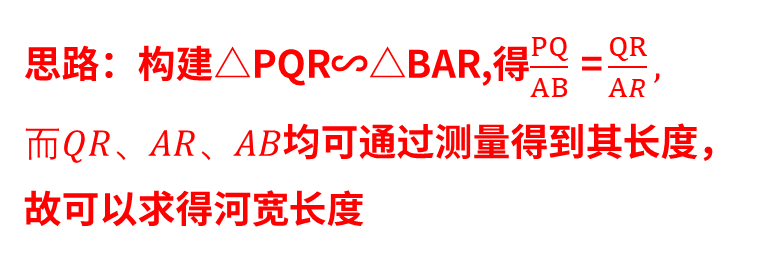 思路：构建△PQR∽△BAR,得PQ/AB =QR/AR ,
而QR、AR、AB均可通过测量得到其长度，
故可以求得河宽长度